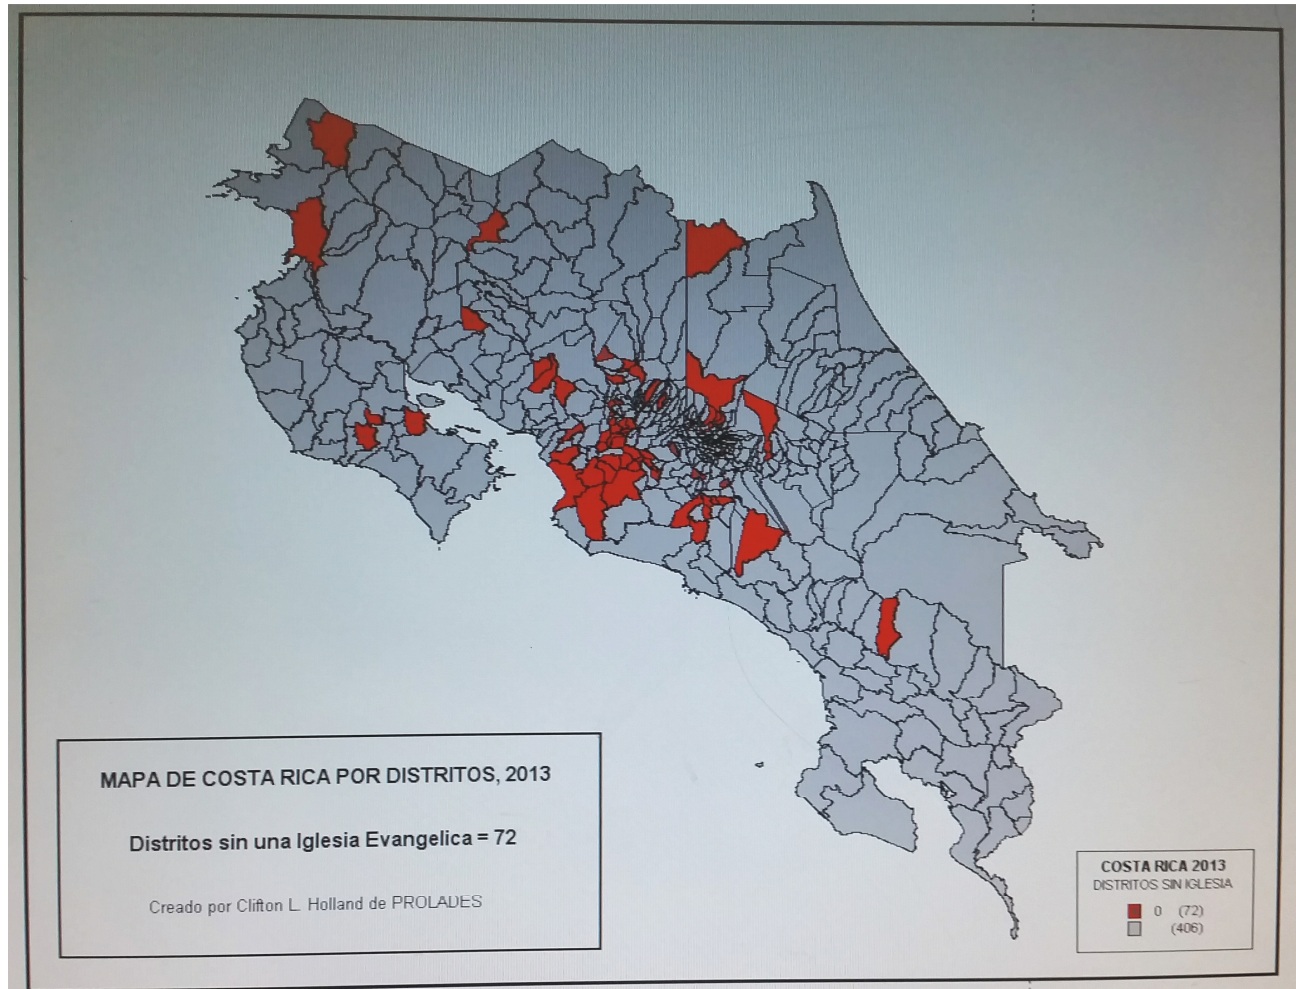 MAPA DE COSTA RICA POR DISTRITOS, 2013
Distritos sin una Iglesia Evangelica = 72
Creado por Clifton L. Holland de PROLADES
COSTA RICA 2013
DISTRITOS SIN IGLESIA
0 (72)
(406)